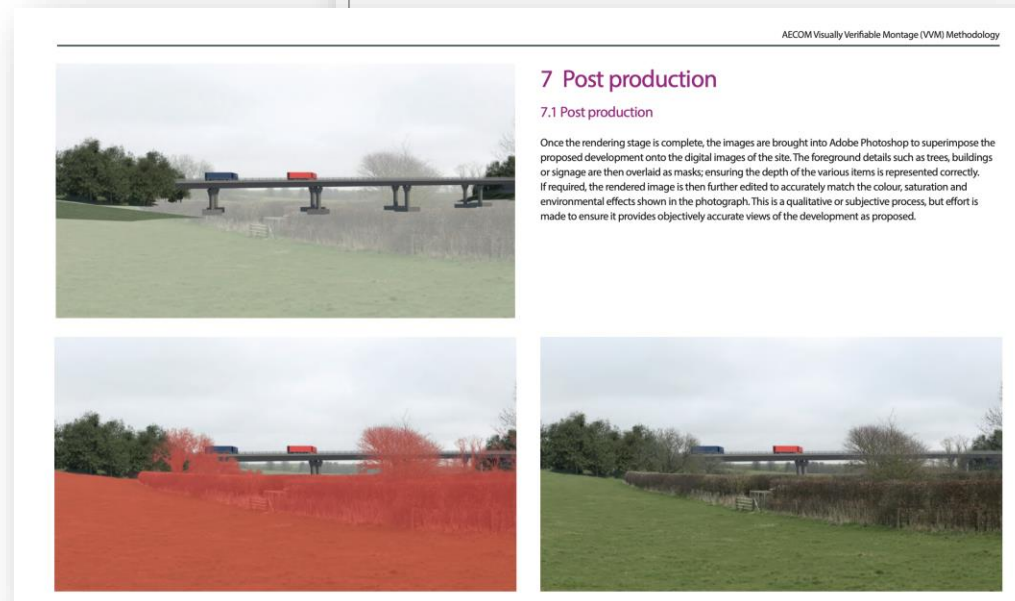 AECOM Visually Verifiable Montage (VVM) Methodology
7 Post production
7.1 Post production
Once the rendering stage is complete, the images are brought into Adobe Photoshop to superimpose the
proposed development onto the digital images of the site. The foreground details such as trees, buildings
or signage are then overlaid as masks; ensuring the depth of the various items is represented correctly.
If required, the rendered image is then further edited to accurately match the colour, saturation and
environmental effects shown in the photograph. This is a qualitative or subjective process, but effort is
made to ensure it provides objectively accurate views of the development as proposed.